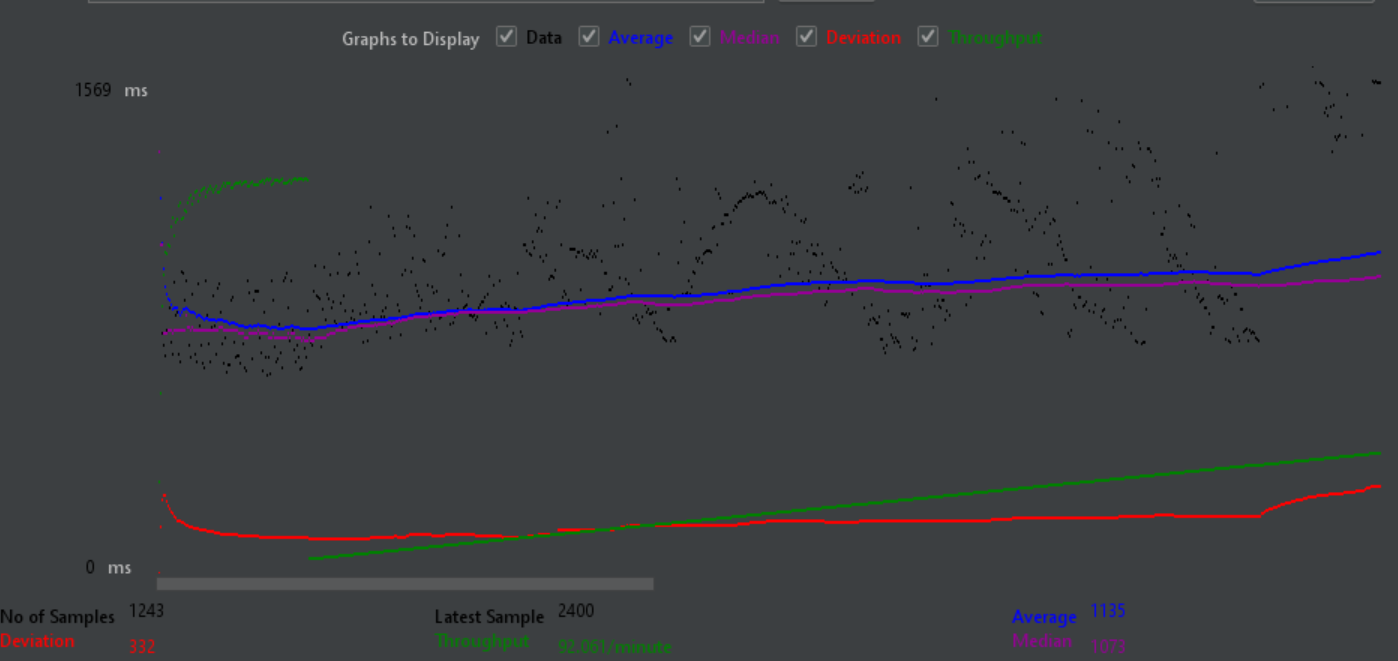 Graphs to Display Data Average Median Deviation Throughput
1569 ms
0 ms
No of Samples 1243 Latest Sample 2400 Average 1135
Deviation 332 Throughput 92.061/minute Median 1073